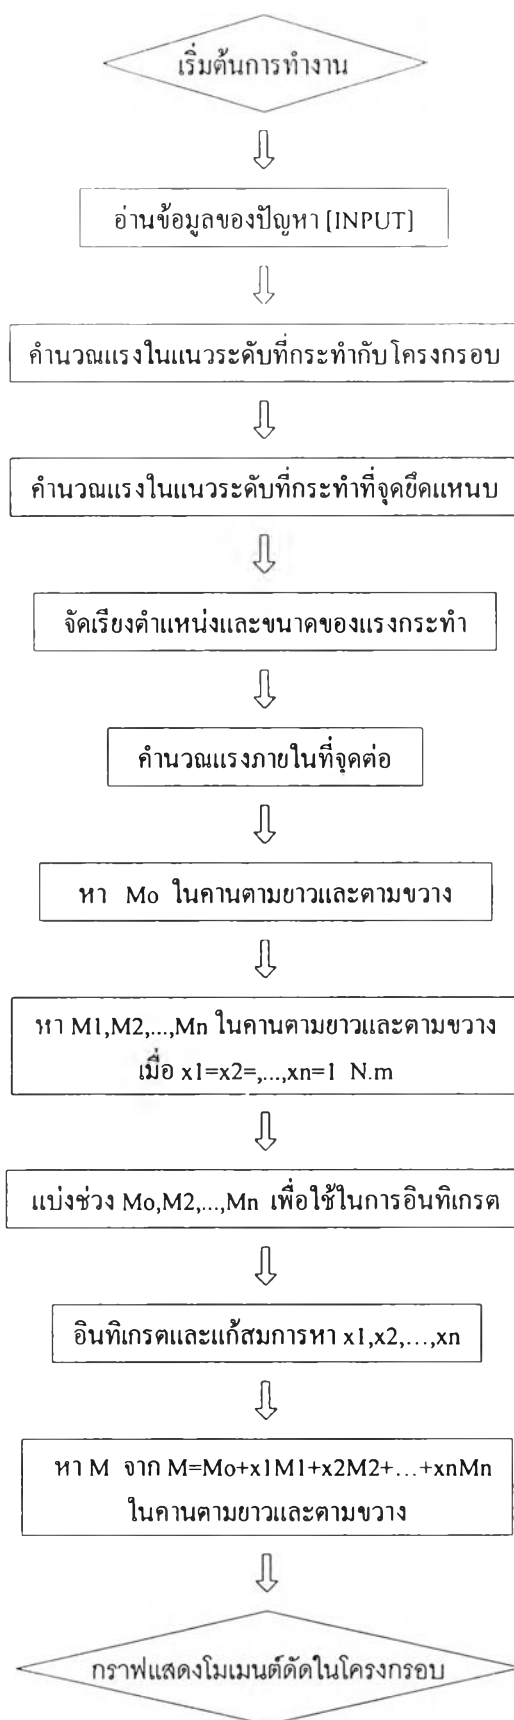 เริ่มต้นการทำงาน
อ่านข้อมูลของปัญหา [INPUT]
คำนวณแรงในแนวระดับที่กระทำกับโครงกรอบ
คำนวณแรงในแนวระดับที่กระทำที่จุดยึดแหนบ
จัดเรียงตำแหน่งและขนาดของแรงกระทำ
คำนวณแรงภายในที่จุดต่อ
หา Mo ในคานตามยาวและตามขวาง
หา M1,M2,...,Mn ในคานตามยาวและตามขวาง
เมื่อ x1=x2=,...,xn=1 N.m
แบ่งช่วง Mo,M2,...,Mn เพื่อใช้ในการอินทิเกรต
อินทิเกรตและแก้สมการหา x1,x2,...,xn
หา M จาก M=Mo+x1M1+x2M2+...+xnMn
ในคานตามยาวและตามขวาง
กราฟแสดงโมเมนต์ดัดในโครงกรอบ